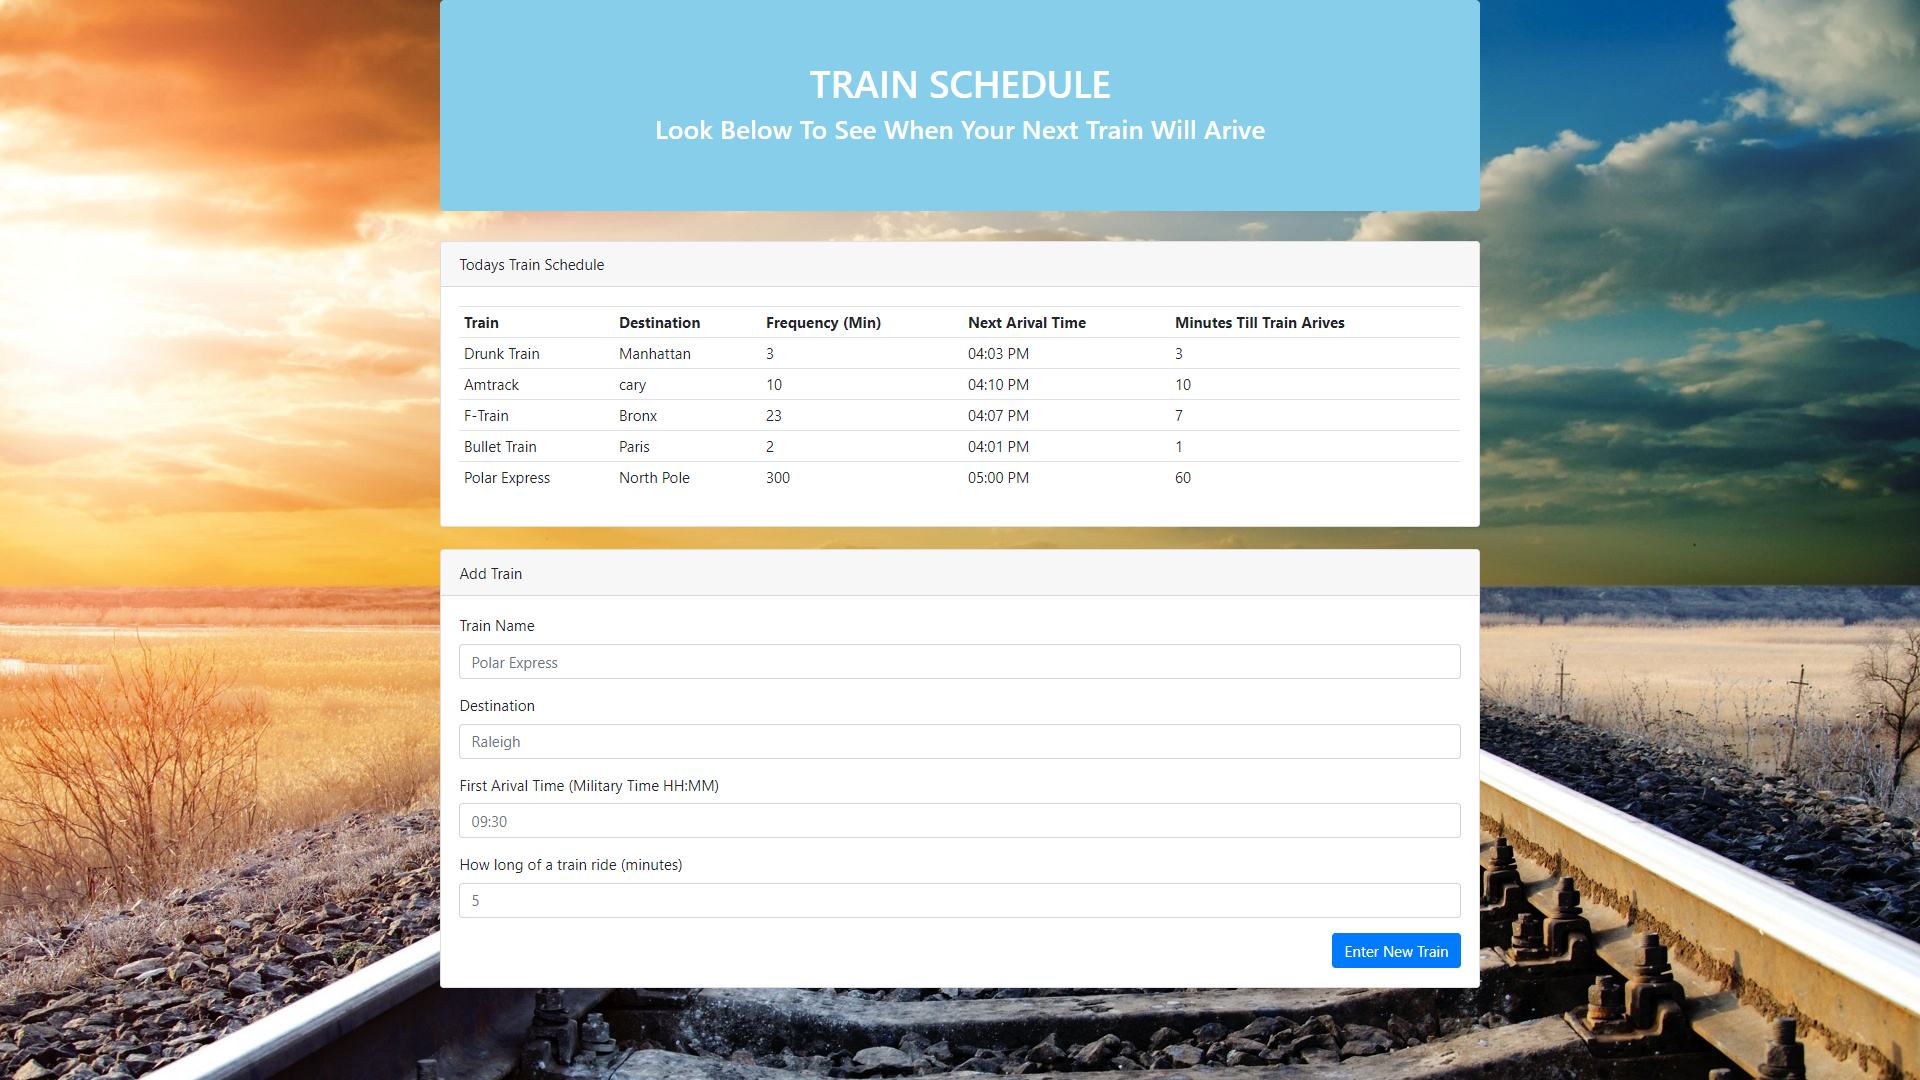 TRAIN SCHEDULE
Look Below To See When Your Next Train Will Arive
Todays Train Schedule
Train Destination Frequency (Min) Next Arival Time Minutes Till Train Arives
Drunk Train Manhattan 3 04:03 PM 3
Amtrack cary 10 04:10 PM 10
F-Train Bronx 23 04:07 PM 7
Bullet Train Paris 2 04:01 PM 1
Polar Express North Pole 300 05:00 PM 60
Add Train
Train Name
Polar Express
Destination
Raleigh
First Arival Time (Military Time HH:MM)
09:30
How long of a train ride (minutes)
5
Enter New Train